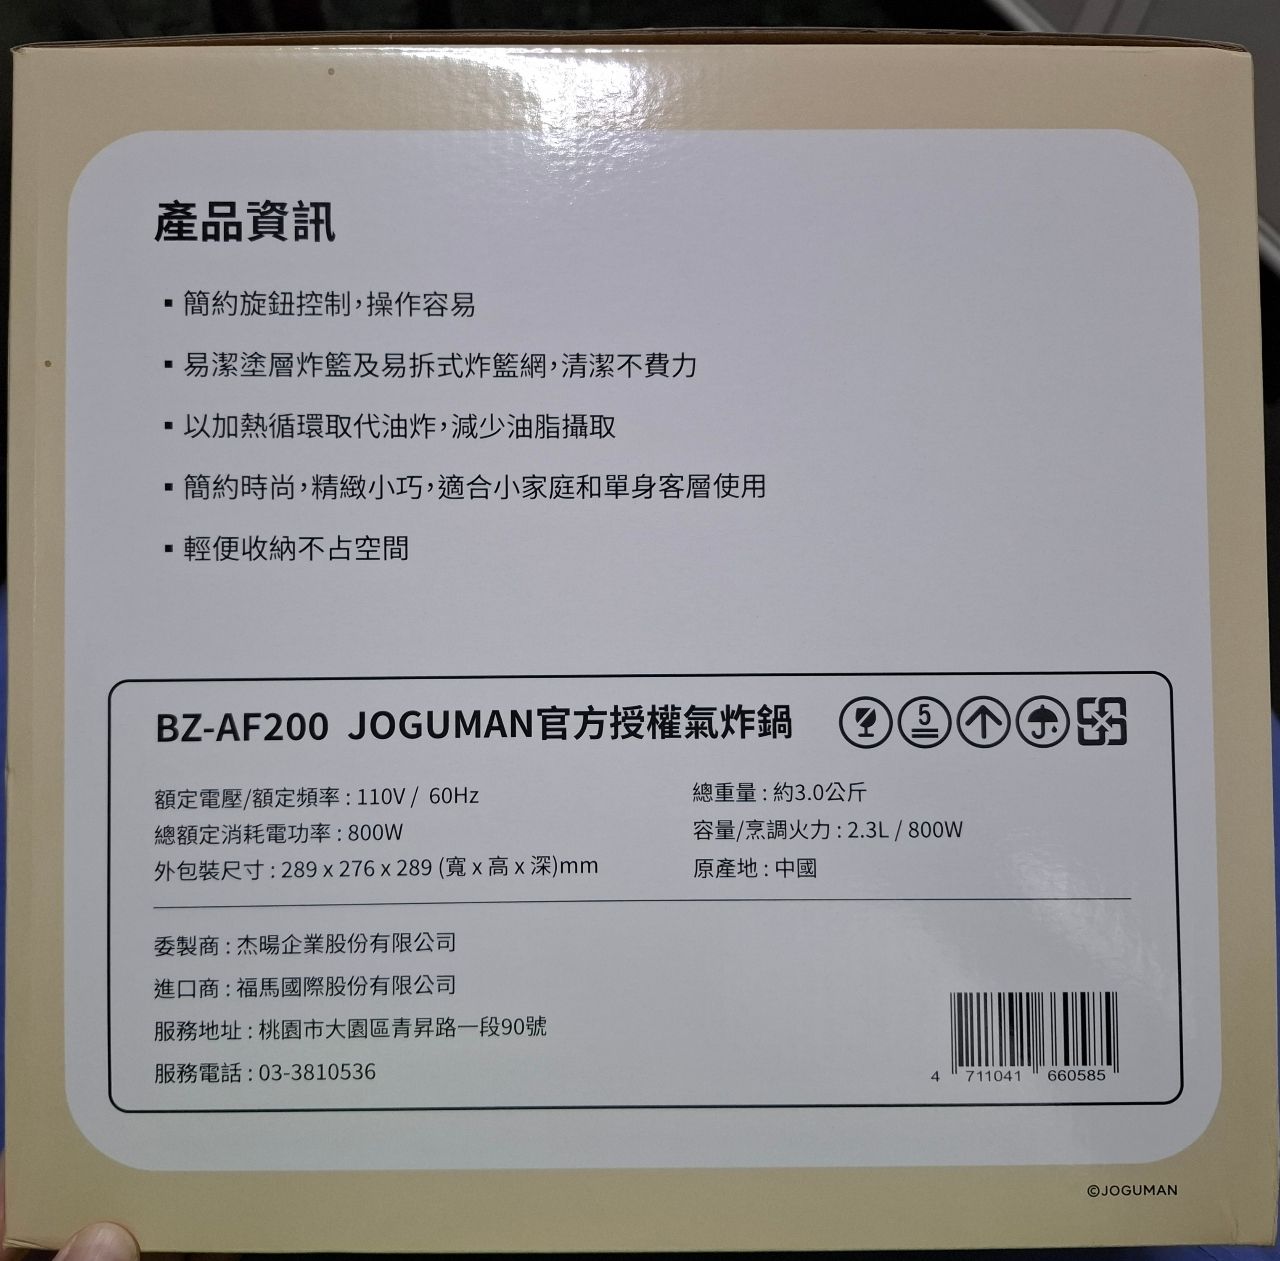 產品資訊
▪ 簡約旋鈕控制,操作容易
▪ 易潔塗層炸籃及易拆式炸籃網,清潔不費力
▪ 以加熱循環取代油炸,減少油脂攝取
▪ 簡約時尚,精緻小巧,適合小家庭和單身客層使用
▪ 輕便收納不占空間
BZ-AF200 JOGUMAN官方授權氣炸鍋
5
額定電壓/額定頻率 : 110V / 60Hz
總額定消耗電功率 : 800W
外包裝尺寸 : 289 x 276 x 289 (寬 x 高 x 深)mm
總重量 : 約3.0公斤
容量/烹調火力 : 2.3L / 800W
原產地 : 中國
委製商 : 杰暘企業股份有限公司
進口商 : 福馬國際股份有限公司
服務地址 : 桃園市大園區青昇路一段90號
服務電話 : 03-3810536
4 711041 660585
©JOGUMAN